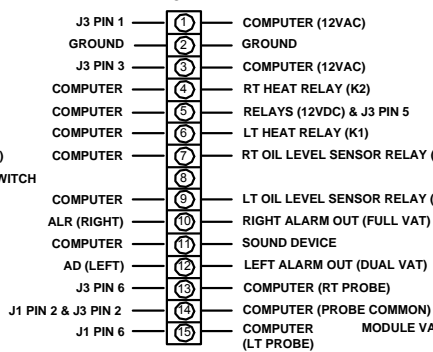 J3 PIN 1 1 COMPUTER (12VAC)
GROUND 2 GROUND
J3 PIN 3 3 COMPUTER (12VAC)
COMPUTER 4 RT HEAT RELAY (K2)
COMPUTER 5 RELAYS (12VDC) & J3 PIN 5
COMPUTER 6 LT HEAT RELAY (K1)
) COMPUTER 7 RT OIL LEVEL SENSOR RELAY (
8
COMPUTER 9 LT OIL LEVEL SENSOR RELAY (
ALR (RIGHT) 10 RIGHT ALARM OUT (FULL VAT)
COMPUTER 11 SOUND DEVICE
AD (LEFT) 12 LEFT ALARM OUT (DUAL VAT)
J3 PIN 6 13 COMPUTER (RT PROBE)
J1 PIN 2 & J3 PIN 2 14 COMPUTER (PROBE COMMON)
J1 PIN 6 15 COMPUTER MODULE
(LT PROBE)